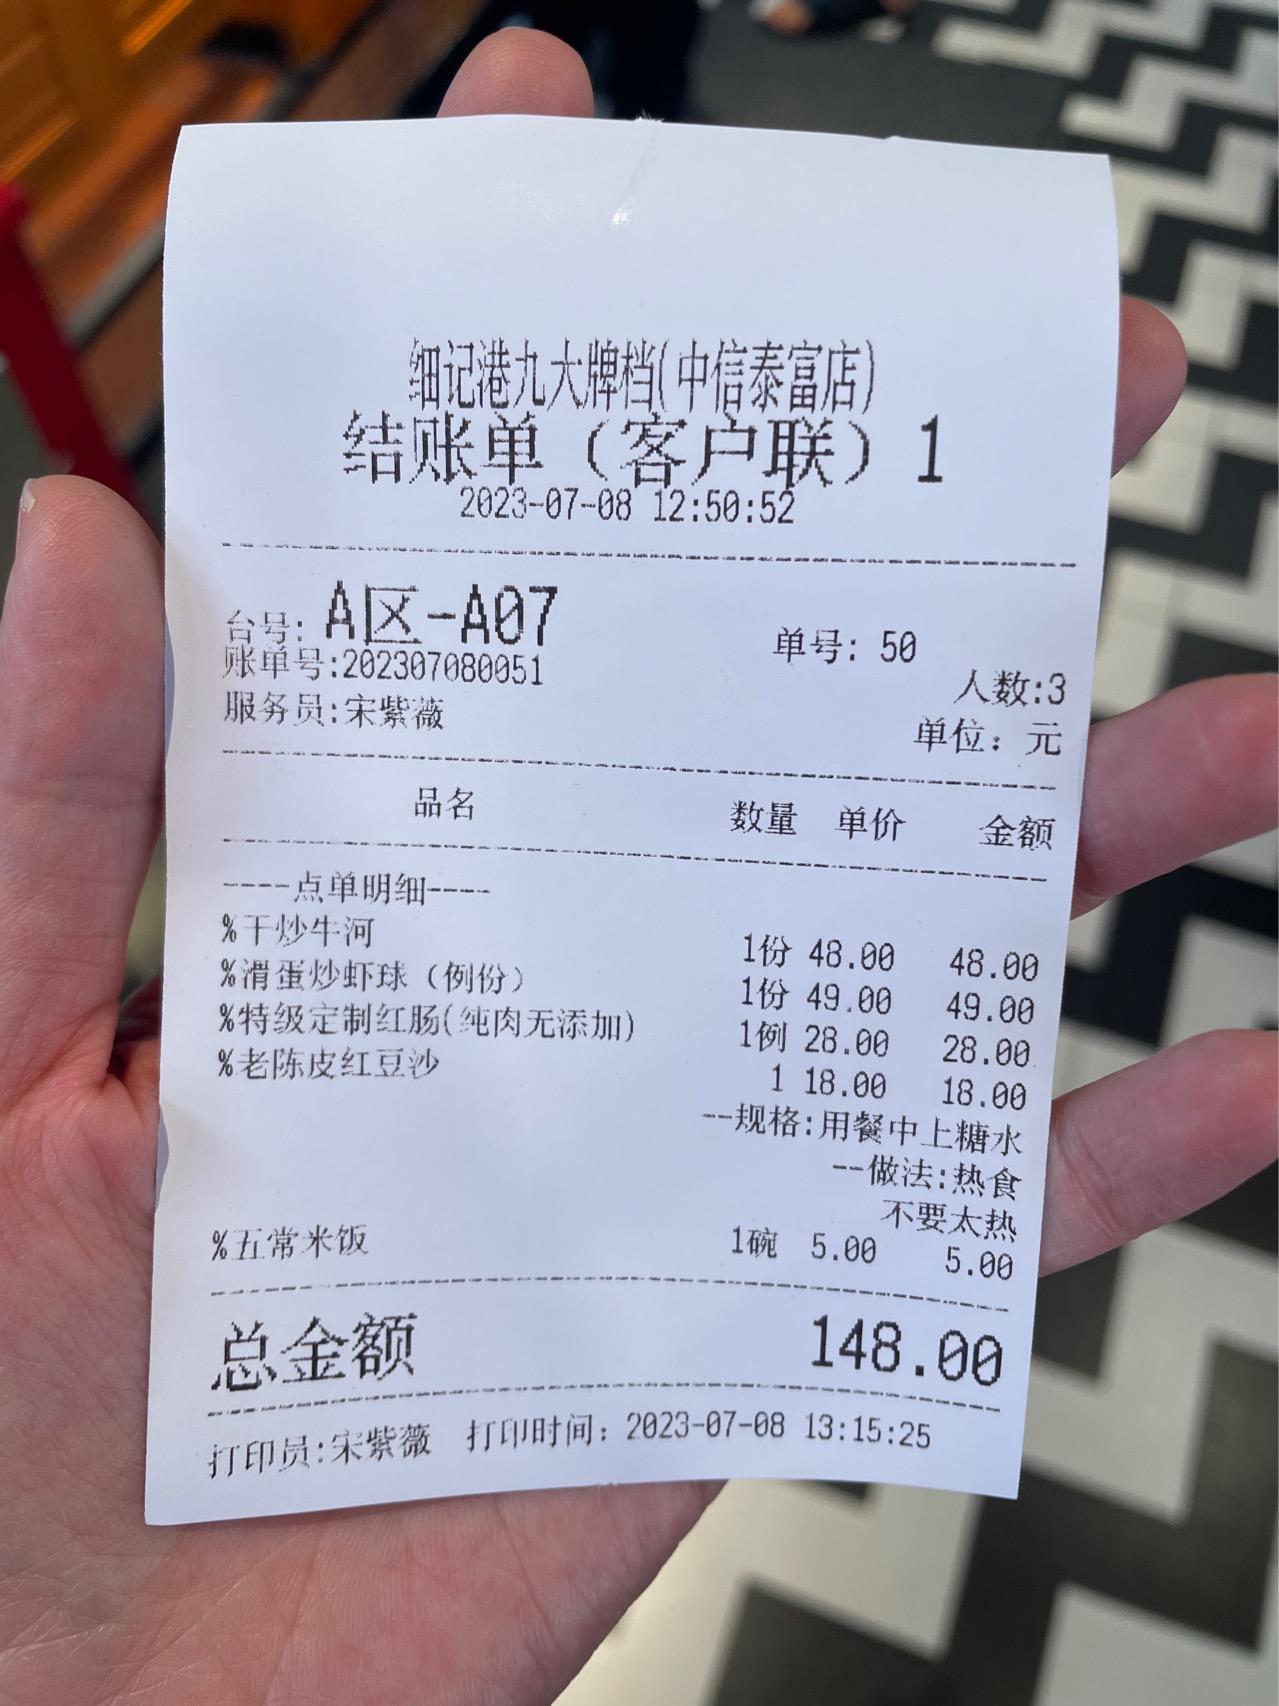 细记港九大牌档(中信泰富店)
结账单（客户联）1
2023-07-08 12:50:52
台号: A区-A07 单号: 50
账单号:202307080051 人数:3
服务员:宋紫薇 单位：元
品名 数量 单价 金额
----点单明细----
%干炒牛河 1份 48.00 48.00
%滑蛋炒虾球（例份） 1份 49.00 49.00
%特级定制红肠(纯肉无添加) 1例 28.00 28.00
%老陈皮红豆沙 1 18.00 18.00
--规格:用餐中上糖水
--做法:热食
不要太热
%五常米饭 1碗 5.00 5.00
总金额 148.00
打印员:宋紫薇 打印时间：2023-07-08 13:15:25